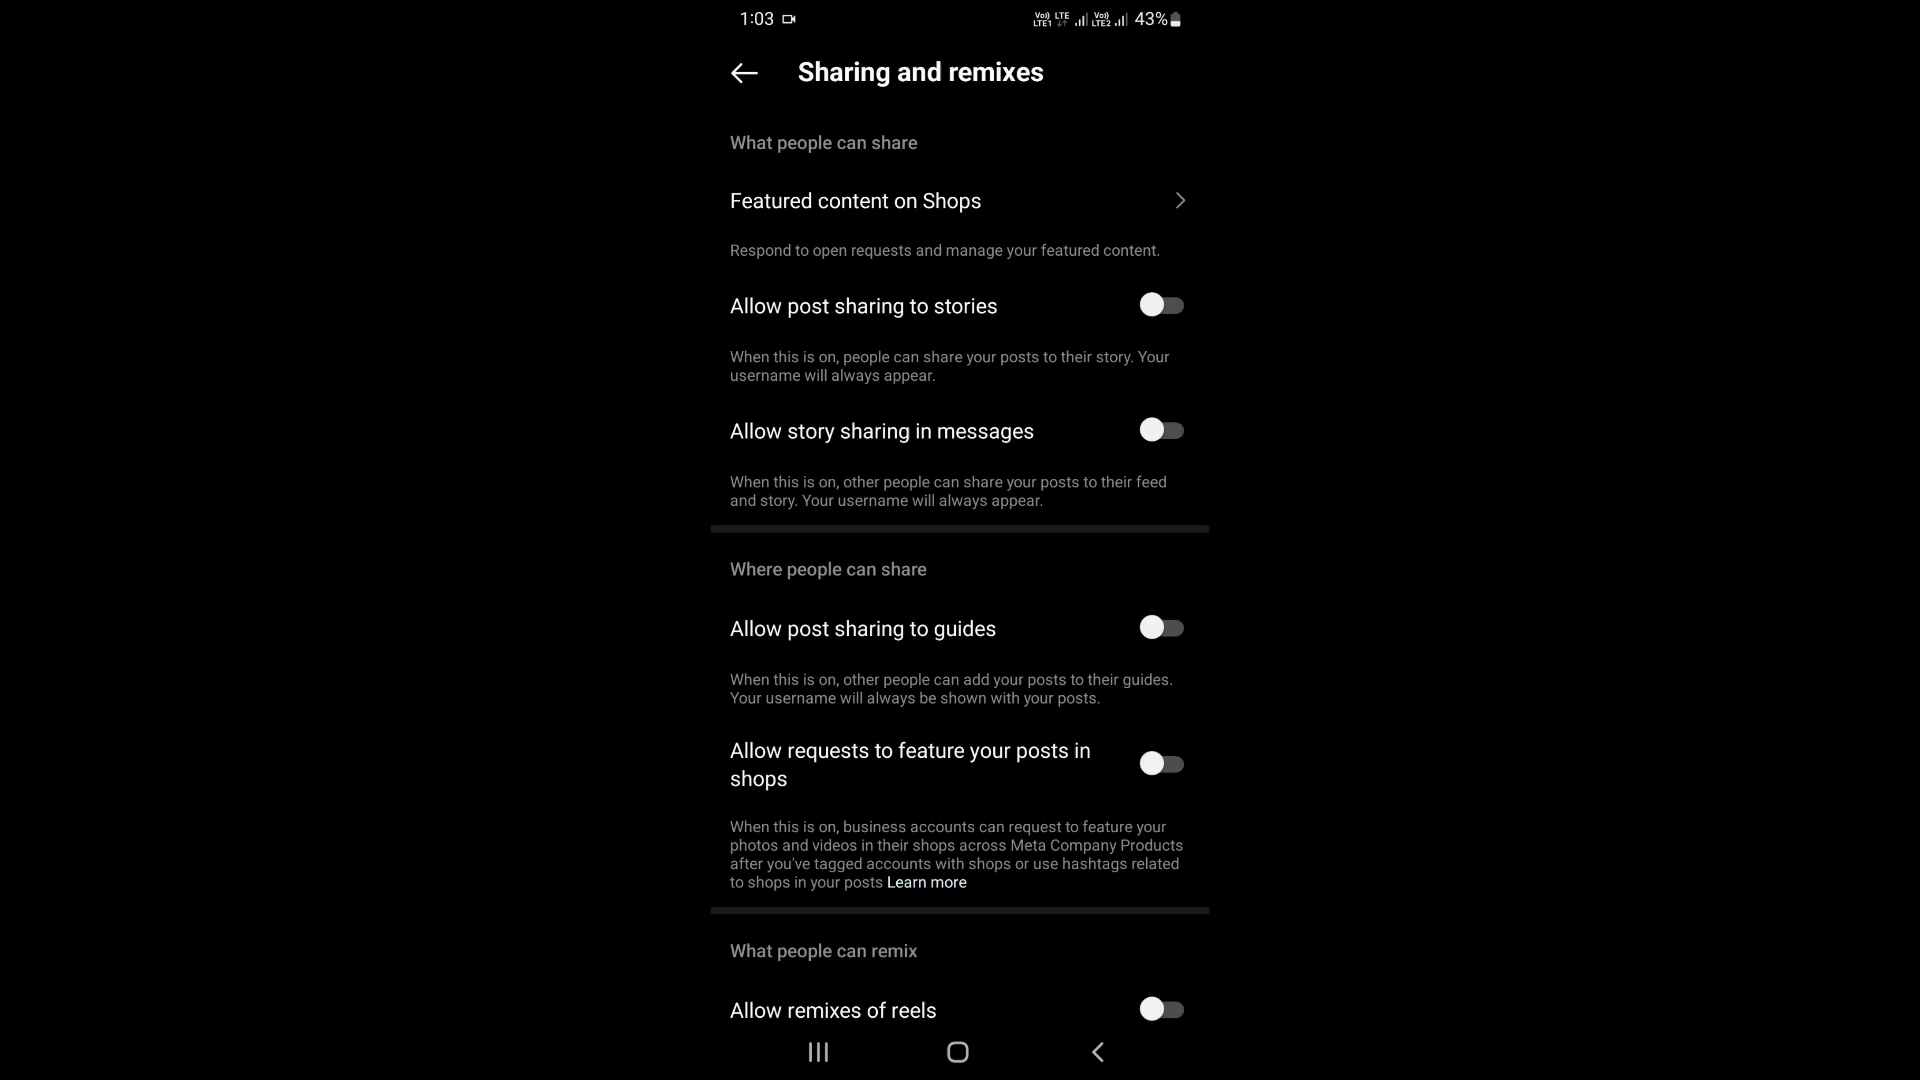 1:03
Vo)) LTE
LTE1
Vo))
LTE2
43%
Sharing and remixes
What people can share
Featured content on Shops
Respond to open requests and manage your featured content.
Allow post sharing to stories
When this is on, people can share your posts to their story. Your
username will always appear.
Allow story sharing in messages
When this is on, other people can share your posts to their feed
and story. Your username will always appear.
Where people can share
Allow post sharing to guides
When this is on, other people can add your posts to their guides.
Your username will always be shown with your posts.
Allow requests to feature your posts in
shops
When this is on, business accounts can request to feature your
photos and videos in their shops across Meta Company Products
after you've tagged accounts with shops or use hashtags related
to shops in your posts Learn more
What people can remix
Allow remixes of reels